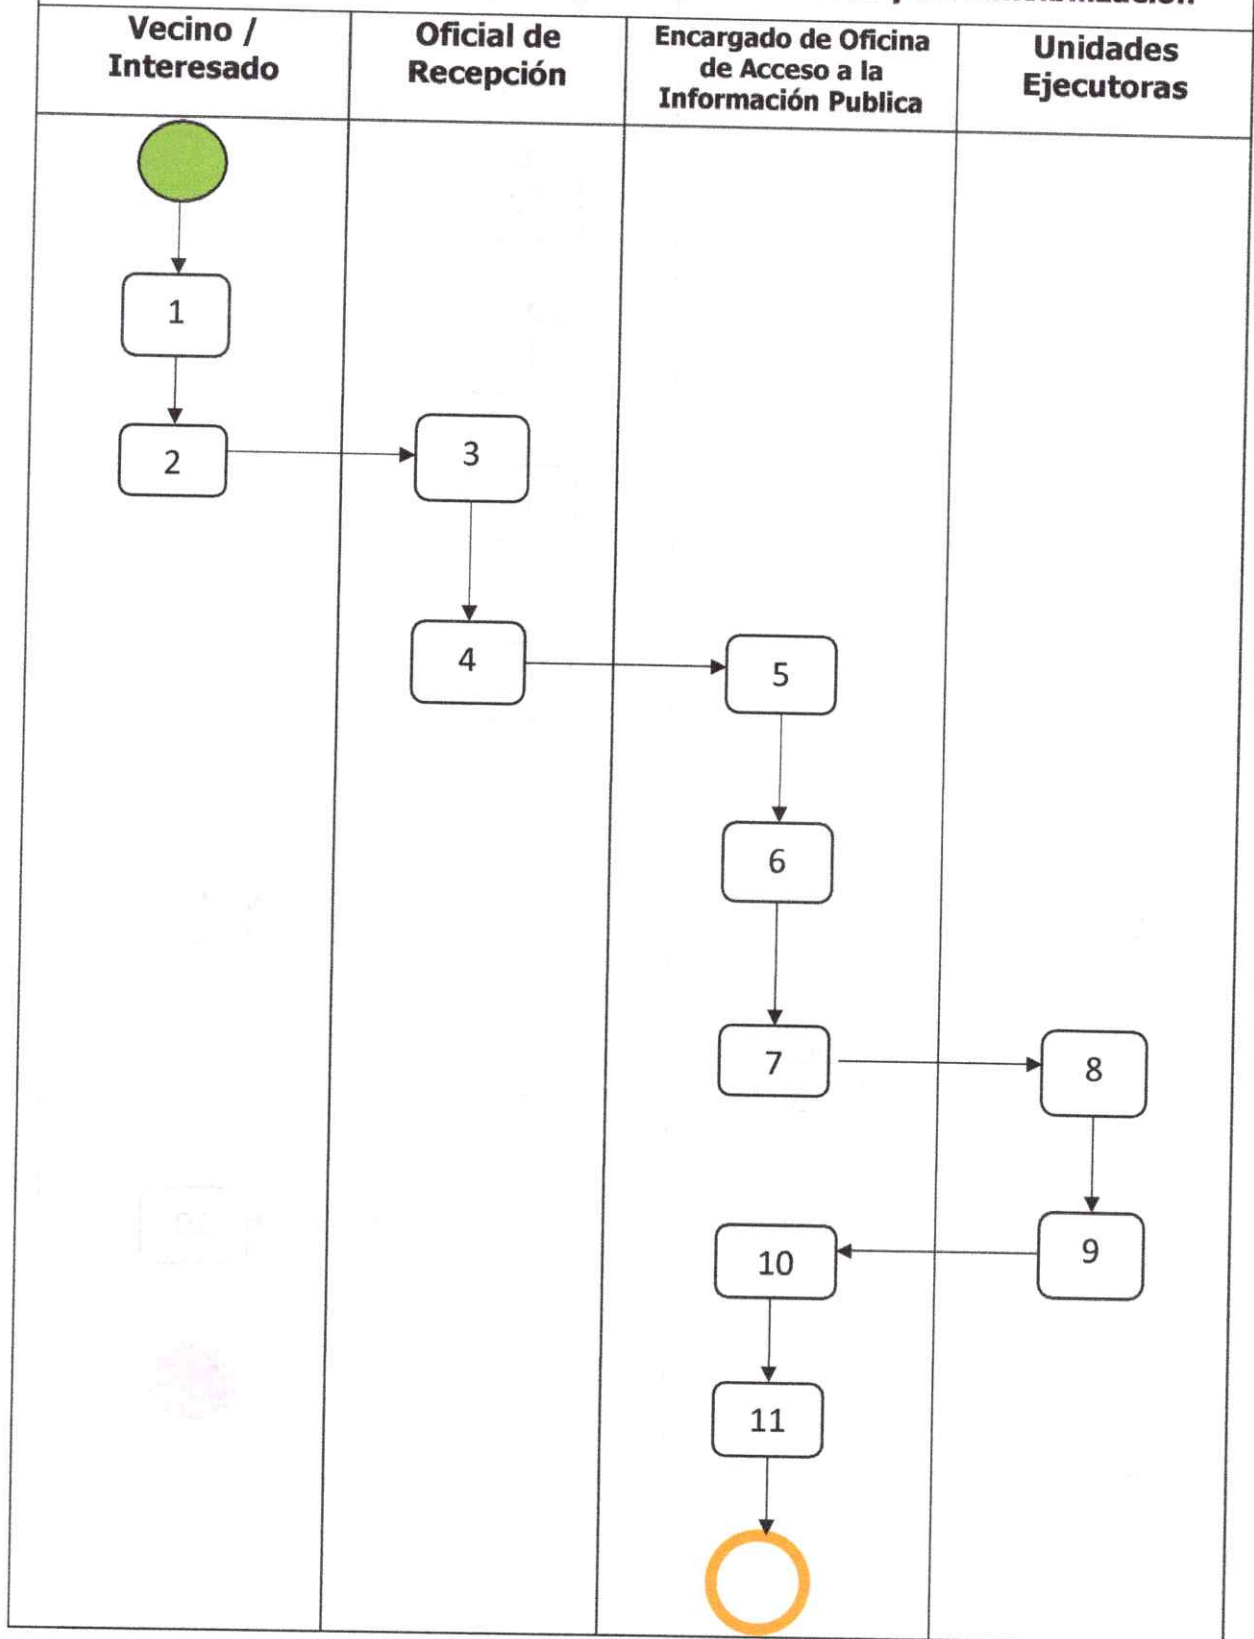 Vecino /
Interesado
Oficial de
Recepción
Encargado de Oficina
de Acceso a la
Información Publica
Unidades
Ejecutoras
1
2
3
4
5
6
7
8
9
10
11